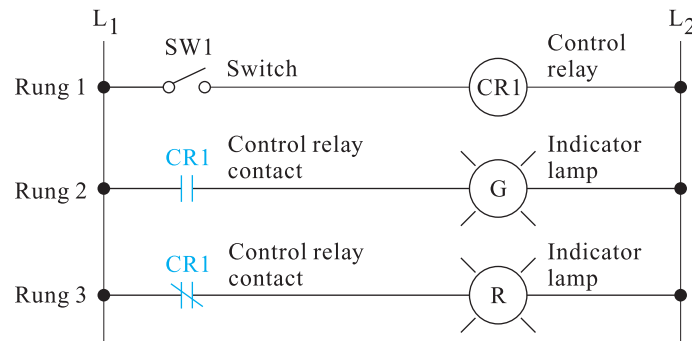 L1
L2
SW1
Switch
Control
relay
Rung 1
CR1
Control relay
contact
CR1
Indicator
lamp
Rung 2
G
Control relay
contact
CR1
Indicator
lamp
Rung 3
R